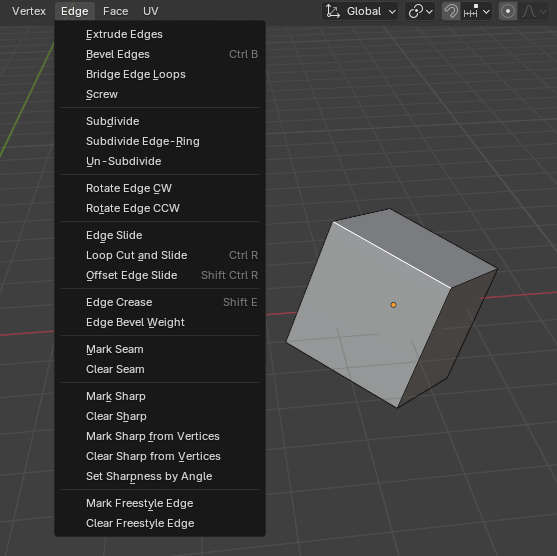 Vertex Edge Face UV Global
Extrude Edges
Bevel Edges Ctrl B
Bridge Edge Loops
Screw
Subdivide
Subdivide Edge-Ring
Un-Subdivide
Rotate Edge CW
Rotate Edge CCW
Edge Slide
Loop Cut and Slide Ctrl R
Offset Edge Slide Shift Ctrl R
Edge Crease Shift E
Edge Bevel Weight
Mark Seam
Clear Seam
Mark Sharp
Clear Sharp
Mark Sharp from Vertices
Clear Sharp from Vertices
Set Sharpness by Angle
Mark Freestyle Edge
Clear Freestyle Edge